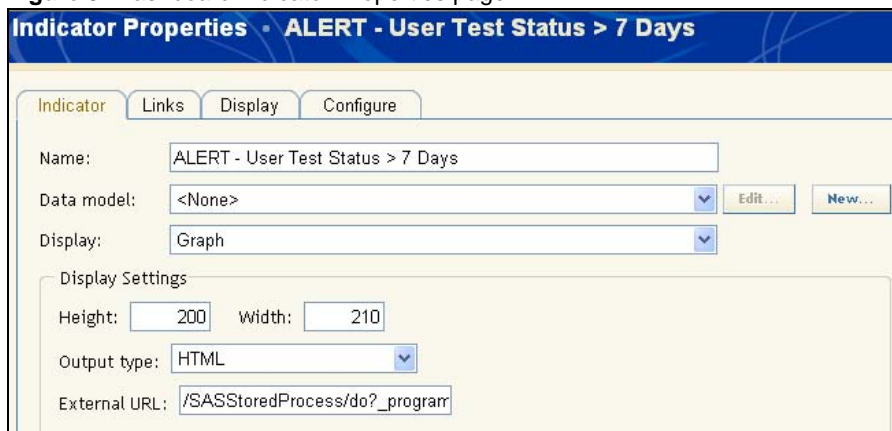 Indicator Properties • ALERT - User Test Status > 7 Days
Indicator Links Display Configure
Name: ALERT - User Test Status > 7 Days
Data model: <None> Edit... New...
Display: Graph
Display Settings
Height: 200 Width: 210
Output type: HTML
External URL: /SASStoredProcess/do?_program